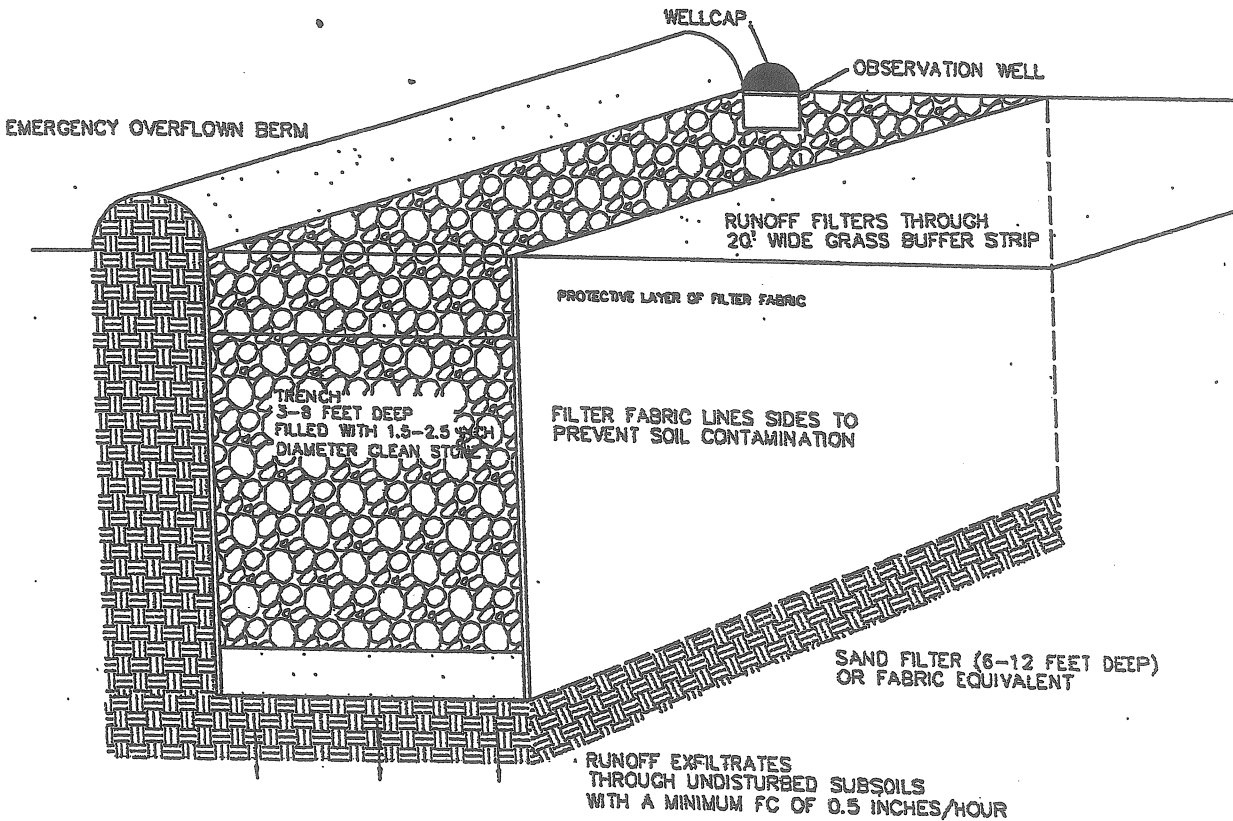 WELLCAP
OBSERVATION WELL
EMERGENCY OVERFLOWN BERM
RUNOFF FILTERS THROUGH
20' WIDE GRASS BUFFER STRIP
PROTECTIVE LAYER OF FILTER FABRIC
TRENCH
3-8 FEET DEEP
FILLED WITH 1.5-2.5 INCH
DIAMETER CLEAN STONE
FILTER FABRIC LINES SIDES TO
PREVENT SOIL CONTAMINATION
SAND FILTER (6-12 FEET DEEP)
OR FABRIC EQUIVALENT
RUNOFF EXFILTRATES
THROUGH UNDISTURBED SUBSOILS
WITH A MINIMUM FC OF 0.5 INCHES/HOUR